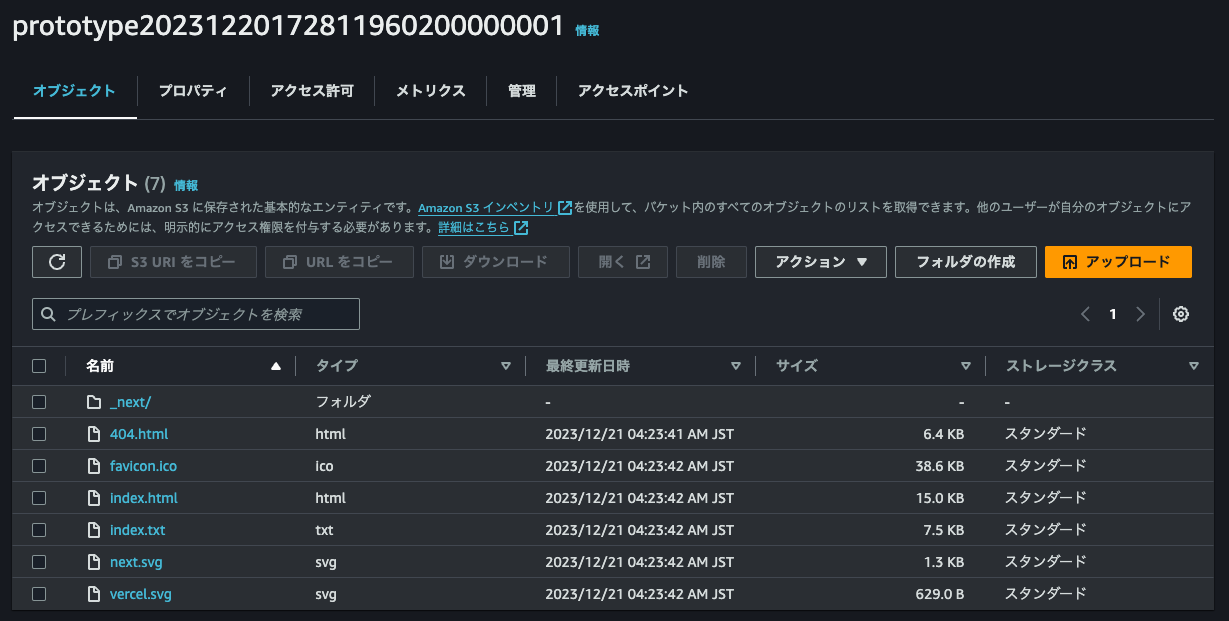 prototype20231220172811960200000001 情報
オブジェクト プロパティ アクセス許可 メトリクス 管理 アクセスポイント
オブジェクト (7) 情報
オブジェクトは、Amazon S3 に保存された基本的なエンティティです。Amazon S3 インベントリ を使用して、バケット内のすべてのオブジェクトのリストを取得できます。他のユーザーが自分のオブジェクトにア
クセスできるためには、明示的にアクセス権限を付与する必要があります。詳細はこちら
S3 URI をコピー URL をコピー ダウンロード 開く 削除 アクション ▼ フォルダの作成 アップロード
プレフィックスでオブジェクトを検索 1
名前 タイプ 最終更新日時 サイズ ストレージクラス
_next/ フォルダ - - -
404.html html 2023/12/21 04:23:41 AM JST 6.4 KB スタンダード
favicon.ico ico 2023/12/21 04:23:42 AM JST 38.6 KB スタンダード
index.html html 2023/12/21 04:23:42 AM JST 15.0 KB スタンダード
index.txt txt 2023/12/21 04:23:42 AM JST 7.5 KB スタンダード
next.svg svg 2023/12/21 04:23:42 AM JST 1.3 KB スタンダード
vercel.svg svg 2023/12/21 04:23:42 AM JST 629.0 B スタンダード